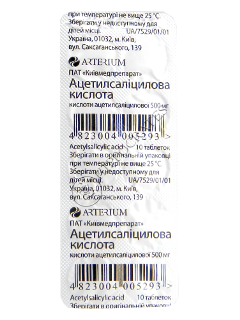 при температурі не вище 25 °C
Зберігати у недоступному для
дітей місці. UA/7529/01/01
Україна, 01032, м. Київ,
вул. Саксаганського, 139
ARTERIUM
ПАТ «Київмедпрепарат»
Ацетилсаліцилова
кислота
кислоти ацетилсаліцилової 500 мг
4 823004 005293
Acetylsalicylic acid 10 таблеток
Зберігати в оригінальній упаковці
при температурі не вище 25 °C
Зберігати у недоступному для
дітей місці. UA/7529/01/01
Україна, 01032, м. Київ,
вул. Саксаганського, 139
ARTERIUM
ПАТ «Київмедпрепарат»
Ацетилсаліцилова
кислота
кислоти ацетилсаліцилової 500 мг
4 823004 005293
Acetylsalicylic acid 10 таблеток
Зберігати в оригінальній упаковці